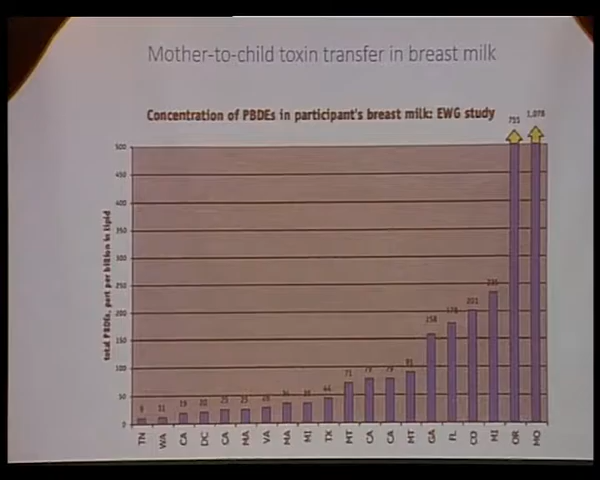 Mother-to-child toxin transfer in breast milk
Concentration of PBDEs in participant's breast milk: EWG study
755 1,078
total PBDEs, part per billion in lipid
500
450
400
350
300
250
200
150
100
50
0
9 11 19 20 25 25 28 36 44 71 79 79 91 158 178 201
TN WA CA DC CA MA VA MA MI TX MT CA CA MT GA FL CO MI OR MO